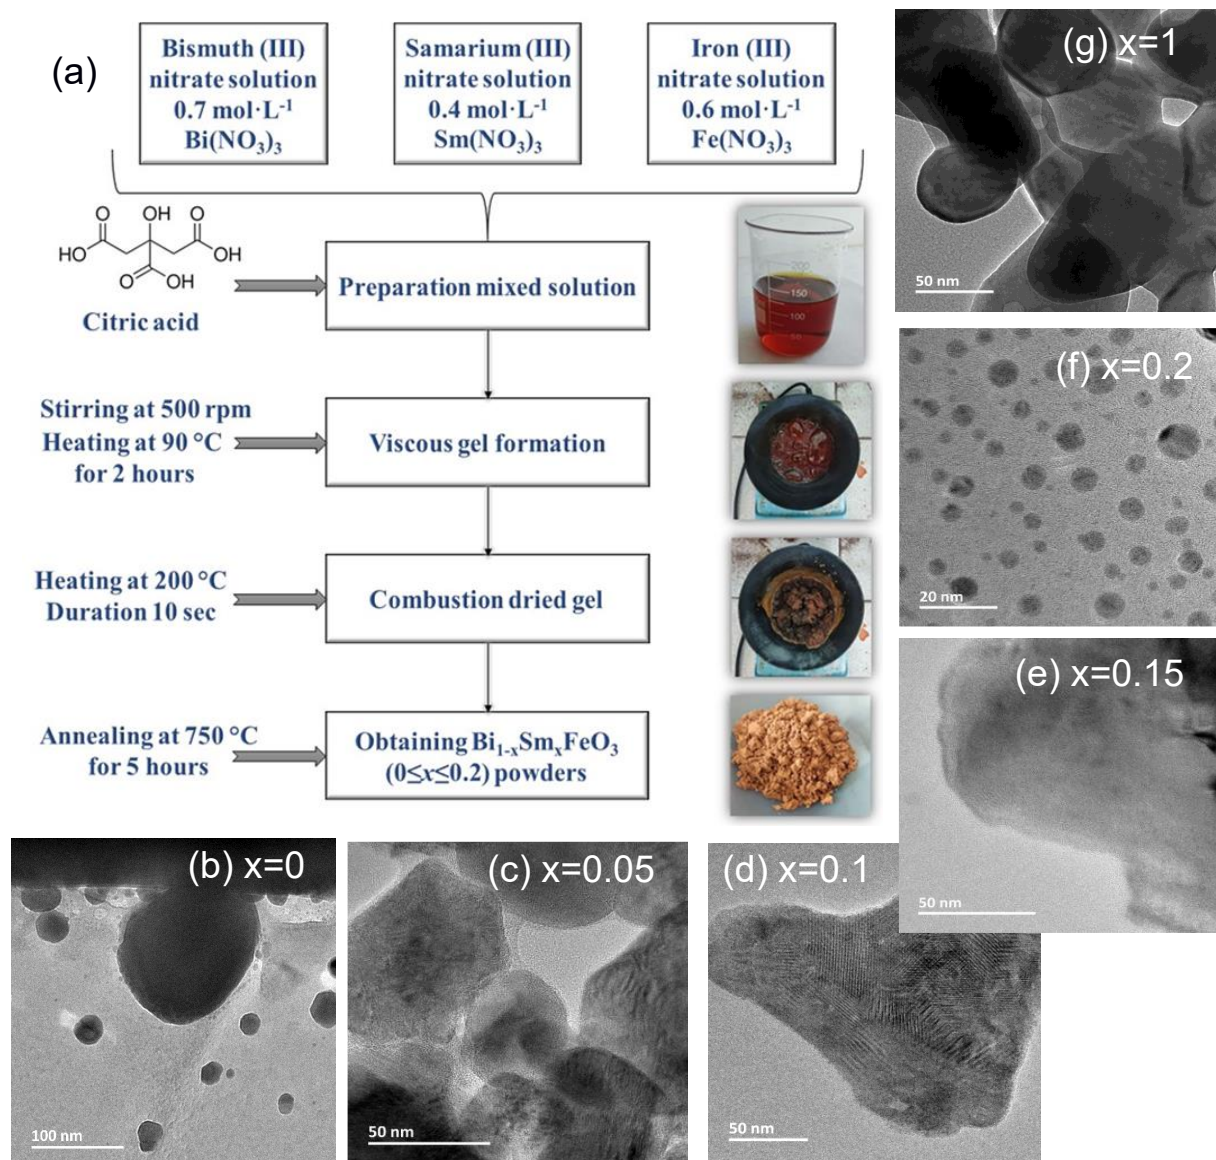 (a)
Bismuth (III)
nitrate solution
0.7 mol·L⁻¹
Bi(NO₃)₃
Samarium (III)
nitrate solution
0.4 mol·L⁻¹
Sm(NO₃)₃
Iron (III)
nitrate solution
0.6 mol·L⁻¹
Fe(NO₃)₃
O
OH
O
HO
OH
O
OH
Citric acid
Preparation mixed solution
200
150
100
50
Stirring at 500 rpm
Heating at 90 °C
for 2 hours
Viscous gel formation
Heating at 200 °C
Duration 10 sec
Combustion dried gel
Annealing at 750 °C
for 5 hours
Obtaining Bi₁₋ₓSmₓFeO₃
(0≤x≤0.2) powders
(g) x=1
50 nm
(f) x=0.2
20 nm
(e) x=0.15
50 nm
(b) x=0
100 nm
(c) x=0.05
50 nm
(d) x=0.1
50 nm